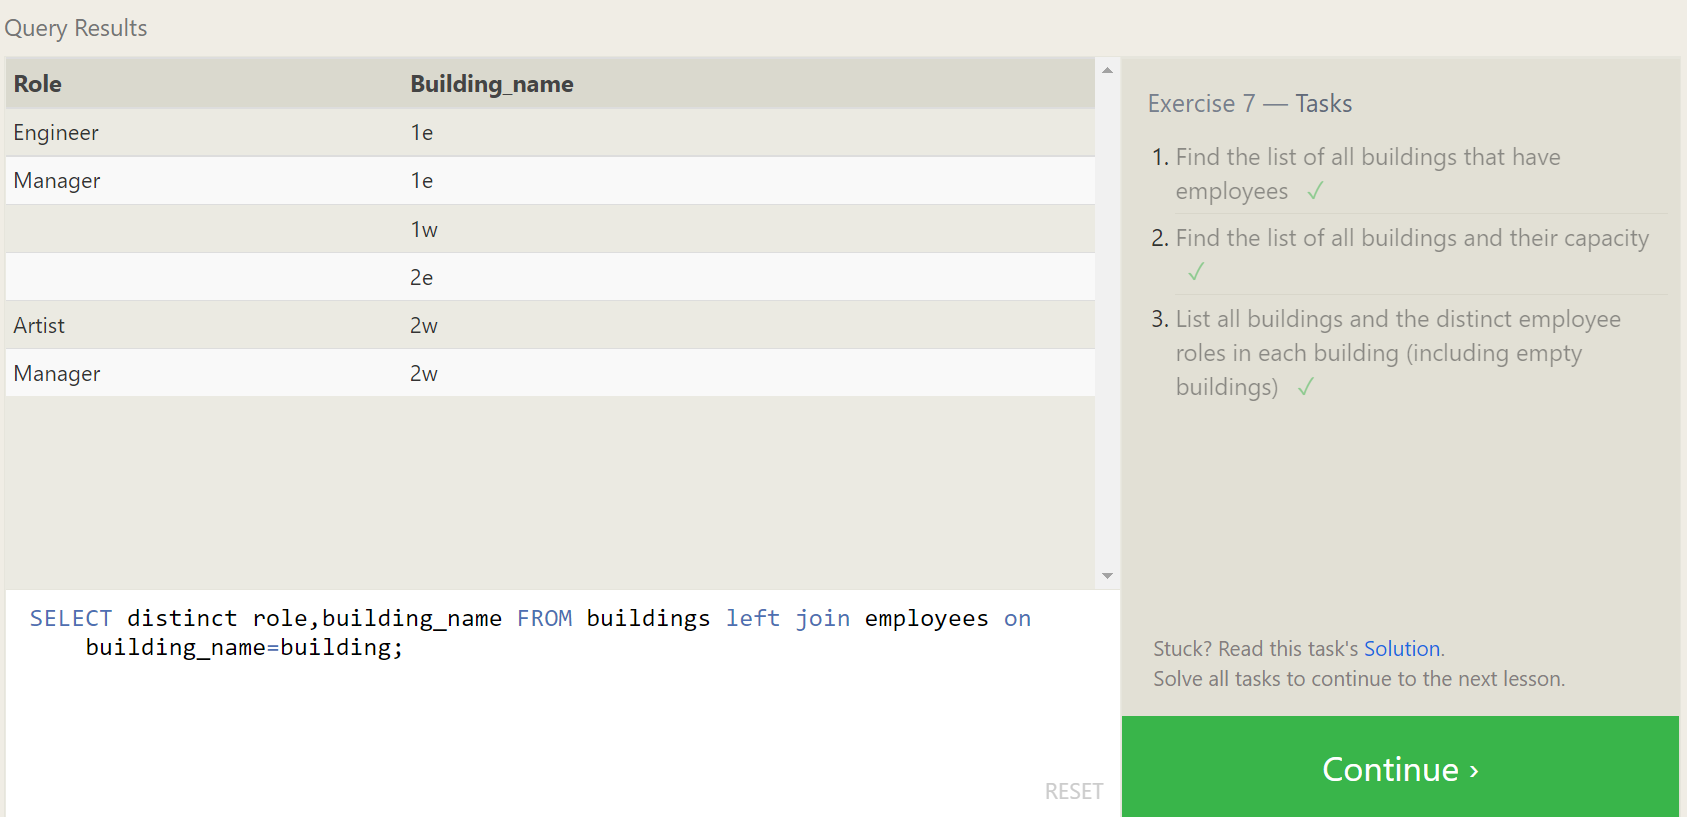 Query Results
Role Building_name
Engineer 1e
Manager 1e
1w
2e
Artist 2w
Manager 2w
SELECT distinct role,building_name FROM buildings left join employees on
building_name=building;
RESET
Exercise 7 — Tasks
1. Find the list of all buildings that have
employees ✓
2. Find the list of all buildings and their capacity
✓
3. List all buildings and the distinct employee
roles in each building (including empty
buildings) ✓
Stuck? Read this task's Solution.
Solve all tasks to continue to the next lesson.
Continue ›